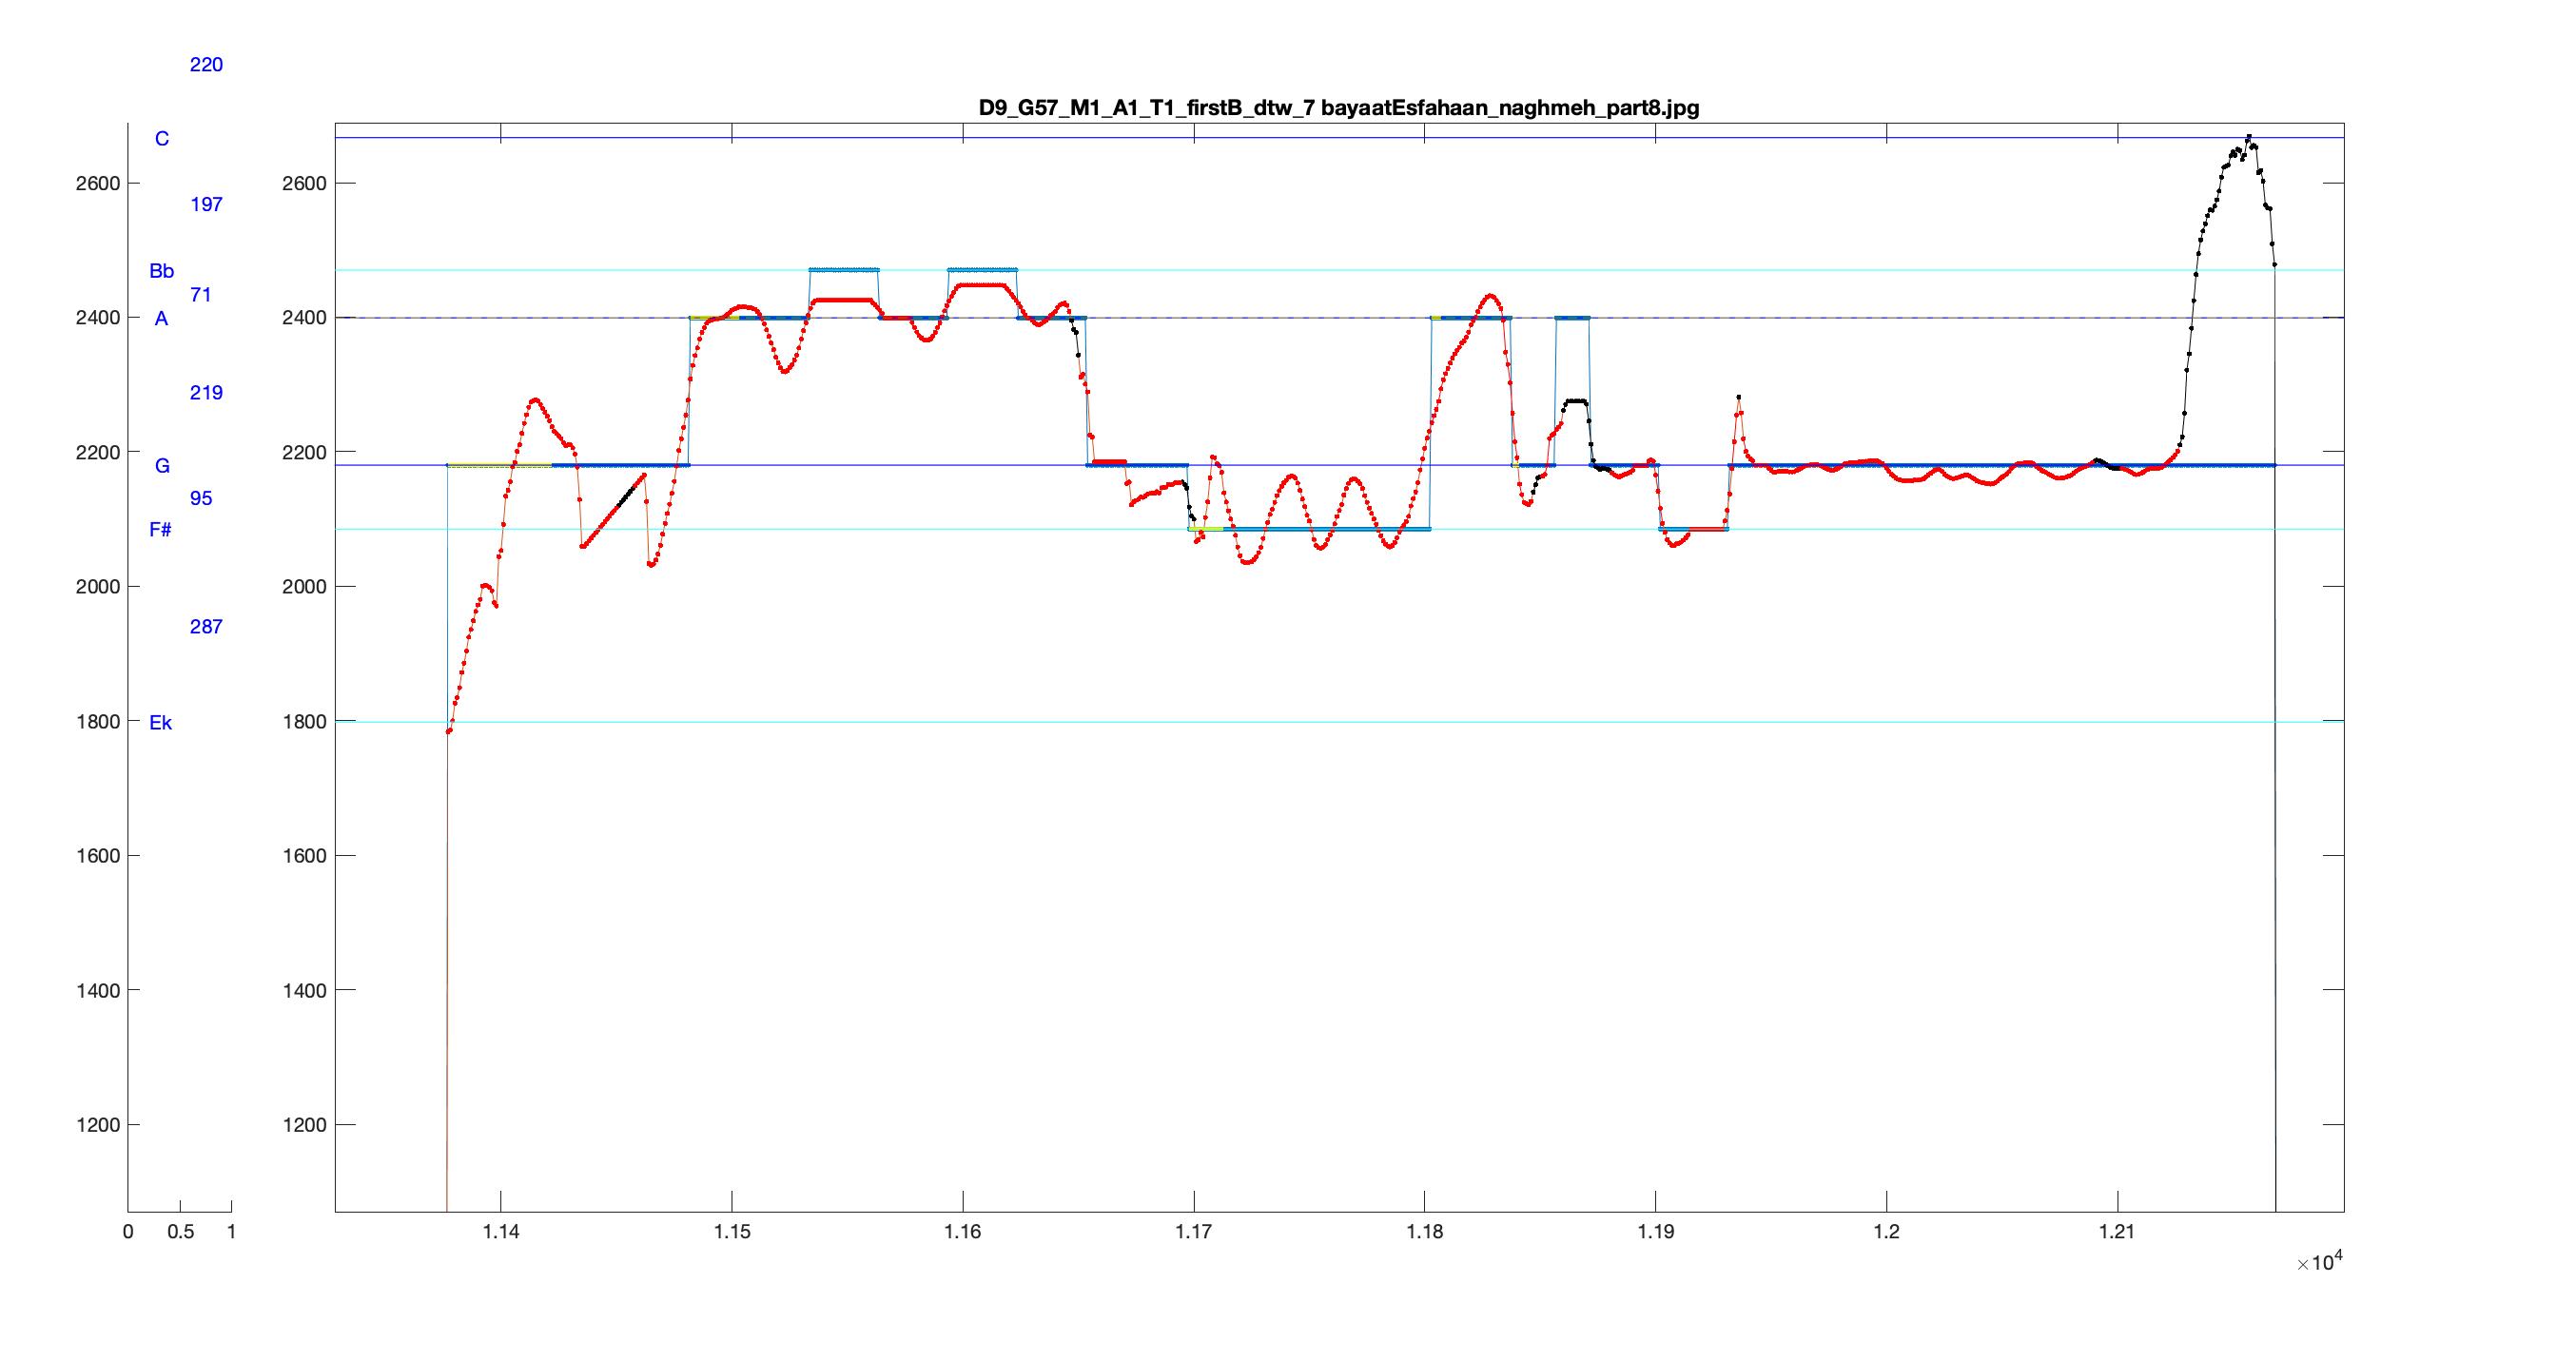 220
D9_G57_M1_A1_T1_firstB_dtw_7 bayaatEsfahaan_naghmeh_part8.jpg
C
2600 2600
197
Bb
71
2400 A 2400
219
2200 G 2200
95
F#
2000 2000
287
1800 Ek 1800
1600 1600
1400 1400
1200 1200
0 0.5 1 1.14 1.15 1.16 1.17 1.18 1.19 1.2 1.21
×10⁴